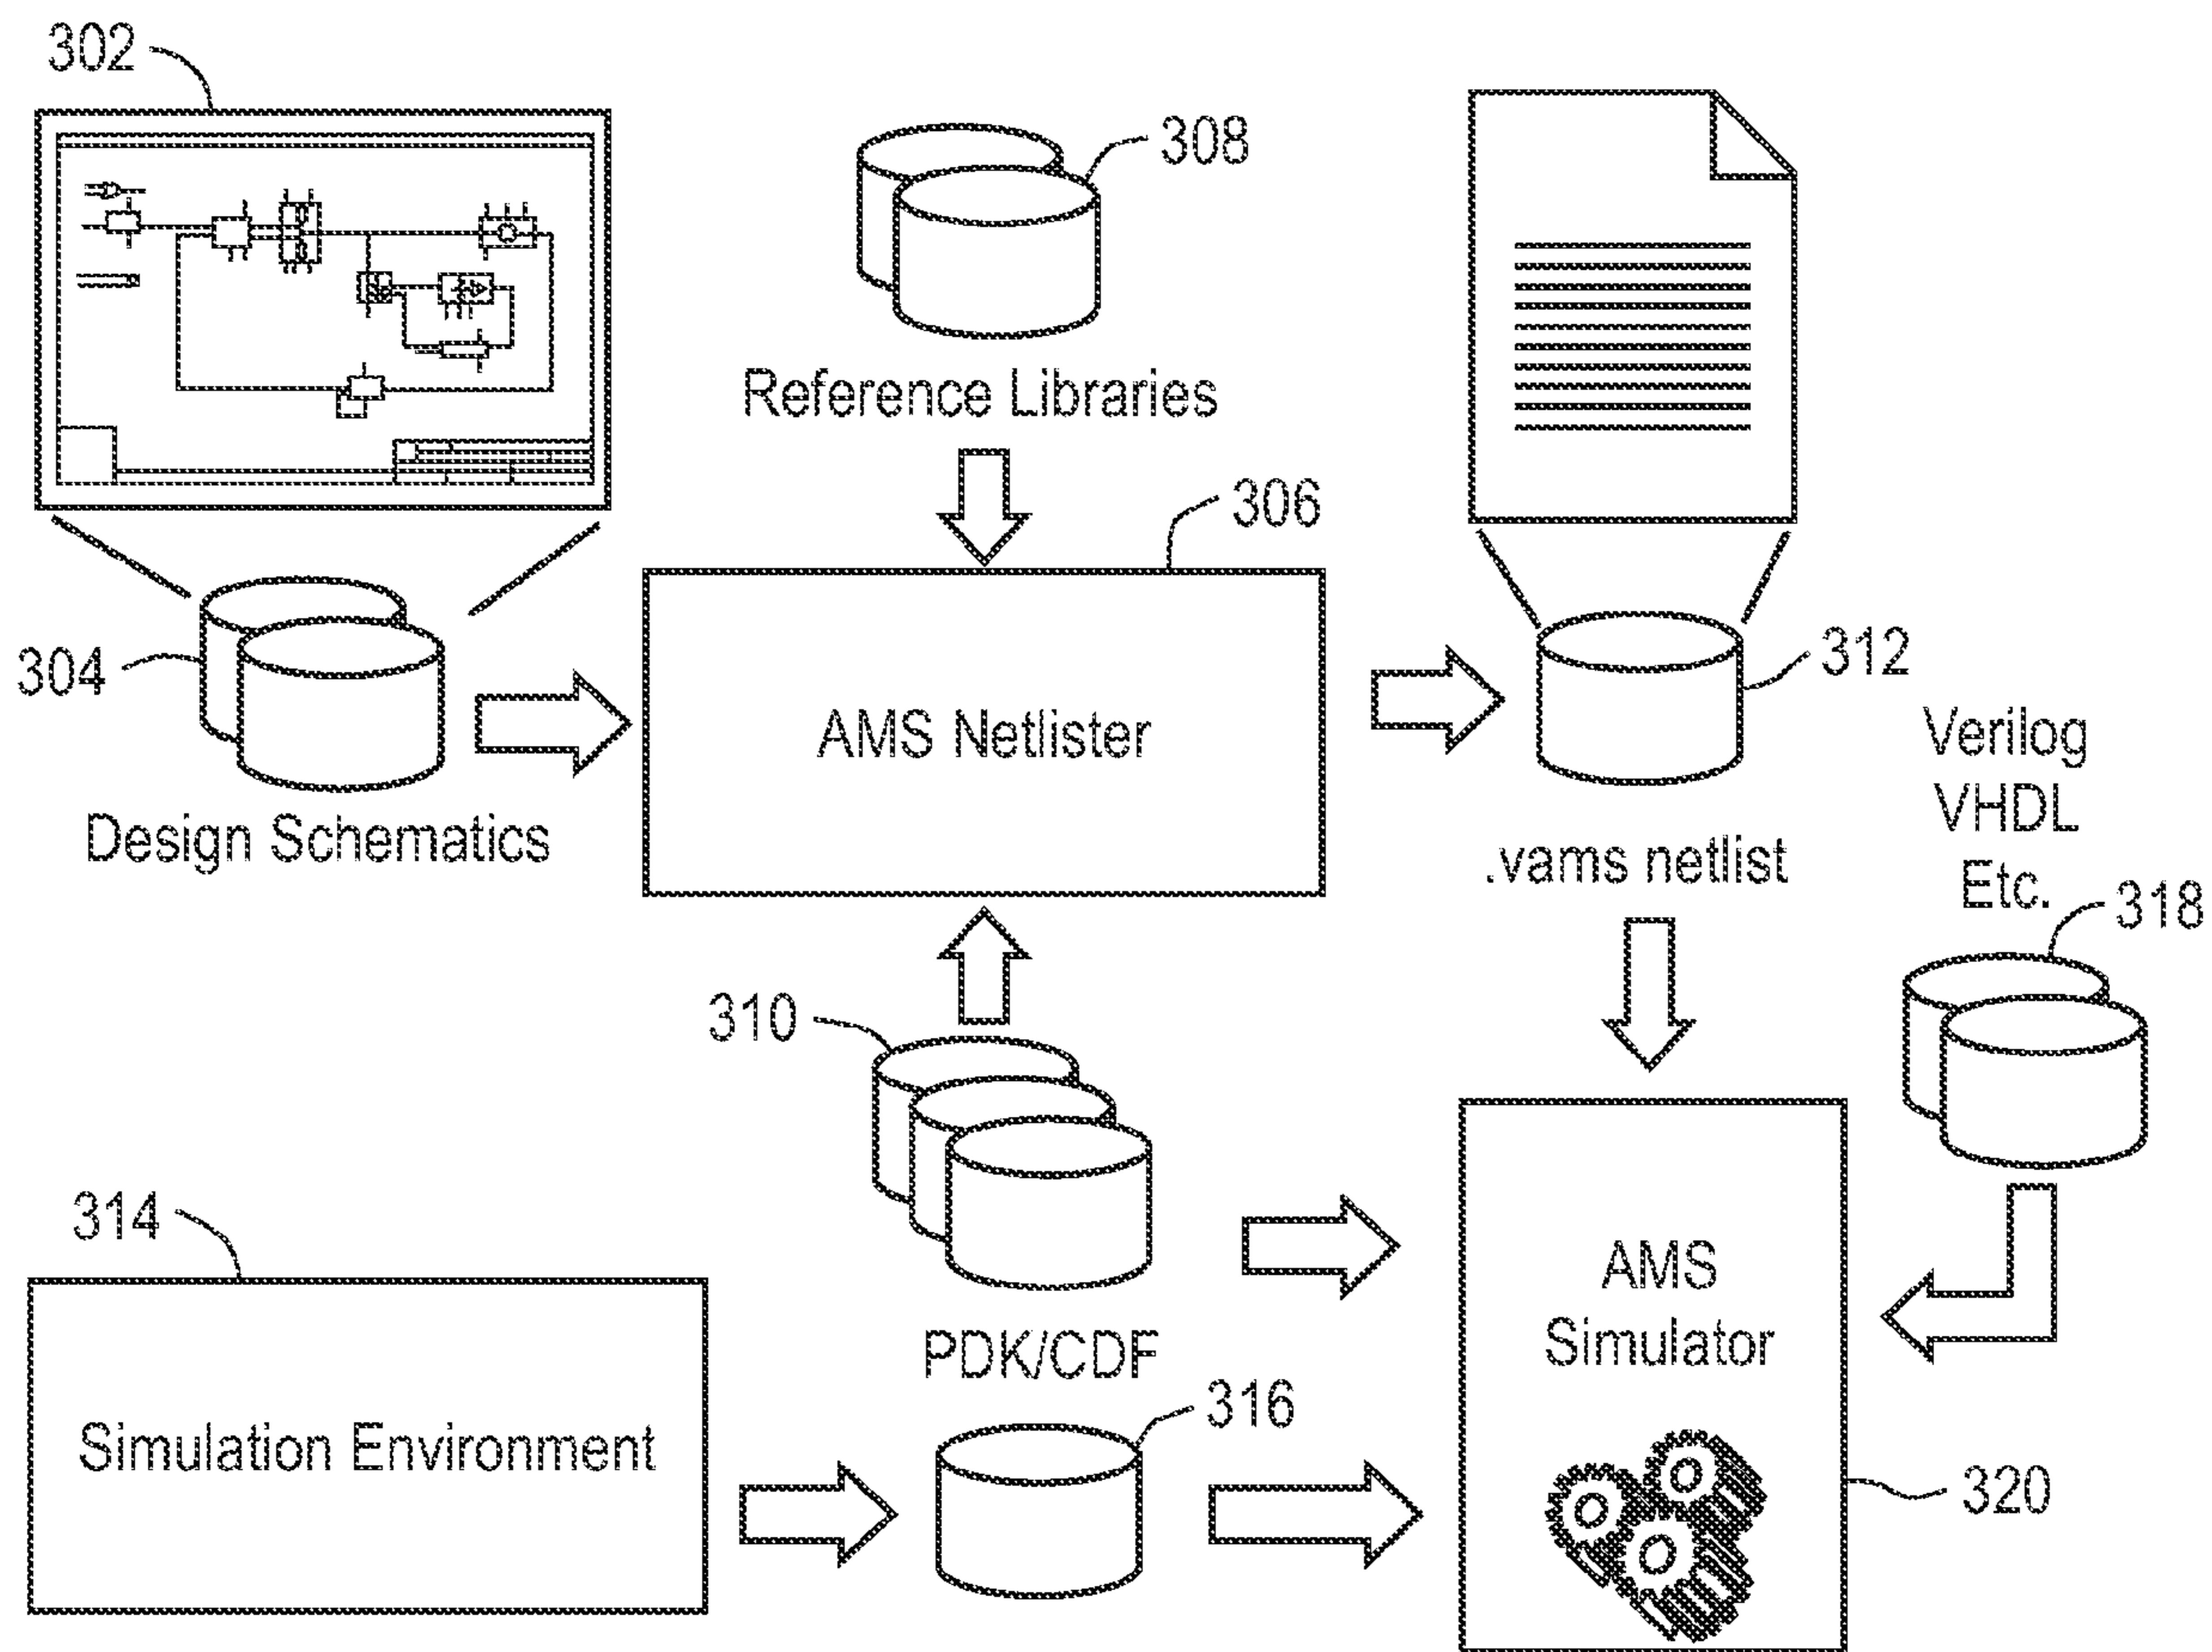 302
308
Reference Libraries
306
304
Design Schematics
AMS Netlister
312
.vams netlist
Verilog
VHDL
Etc.
318
310
PDK/CDF
314
Simulation Environment
316
AMS
Simulator
320